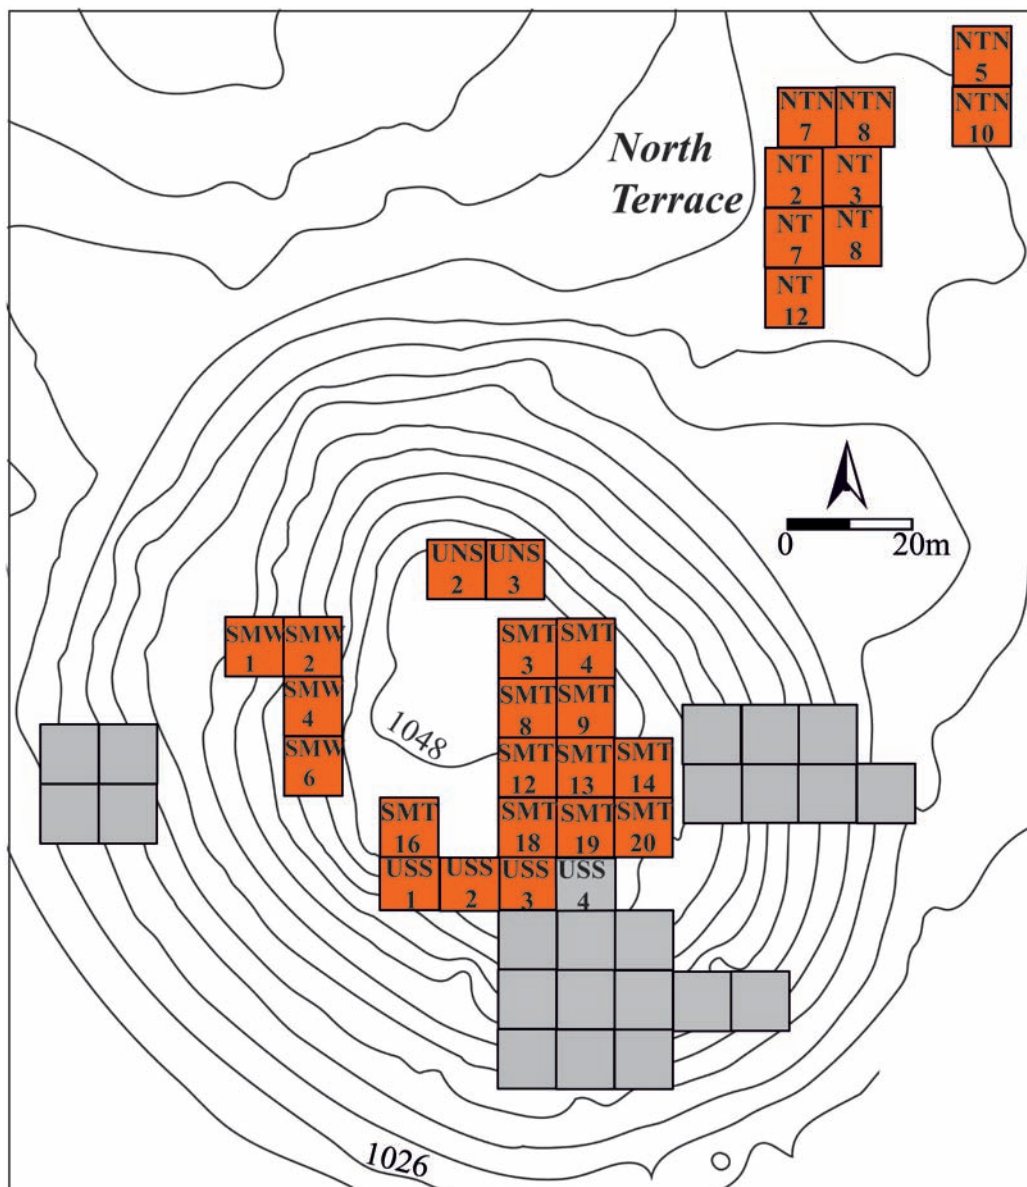 NTN
5
NTN
10
NTN
7
NTN
8
North
Terrace
NT
2
NT
3
NT
7
NT
8
NT
12
0
20m
UNS
2
UNS
3
SMW
1
SMW
2
SMW
4
SMW
6
SMT
3
SMT
4
SMT
8
SMT
9
1048
SMT
12
SMT
13
SMT
14
SMT
16
SMT
18
SMT
19
SMT
20
USS
1
USS
2
USS
3
USS
4
1026